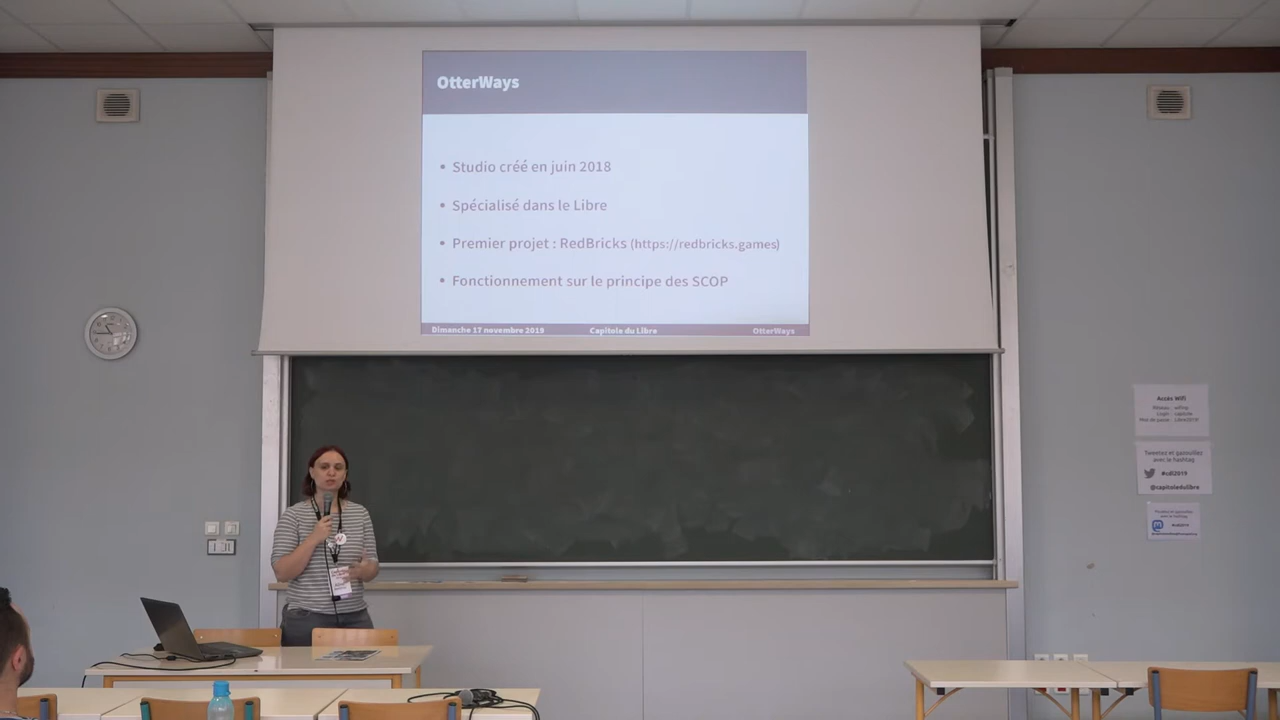 OtterWays
• Studio créé en juin 2018
• Spécialisé dans le Libre
• Premier projet : RedBricks (https://redbricks.games)
• Fonctionnement sur le principe des SCOP
Dimanche 17 novembre 2019
Capitole du Libre
OtterWays
Accès Wifi
Tweetez et gazouillez
avec le hashtag
#cdl2019
@capitoledulibre